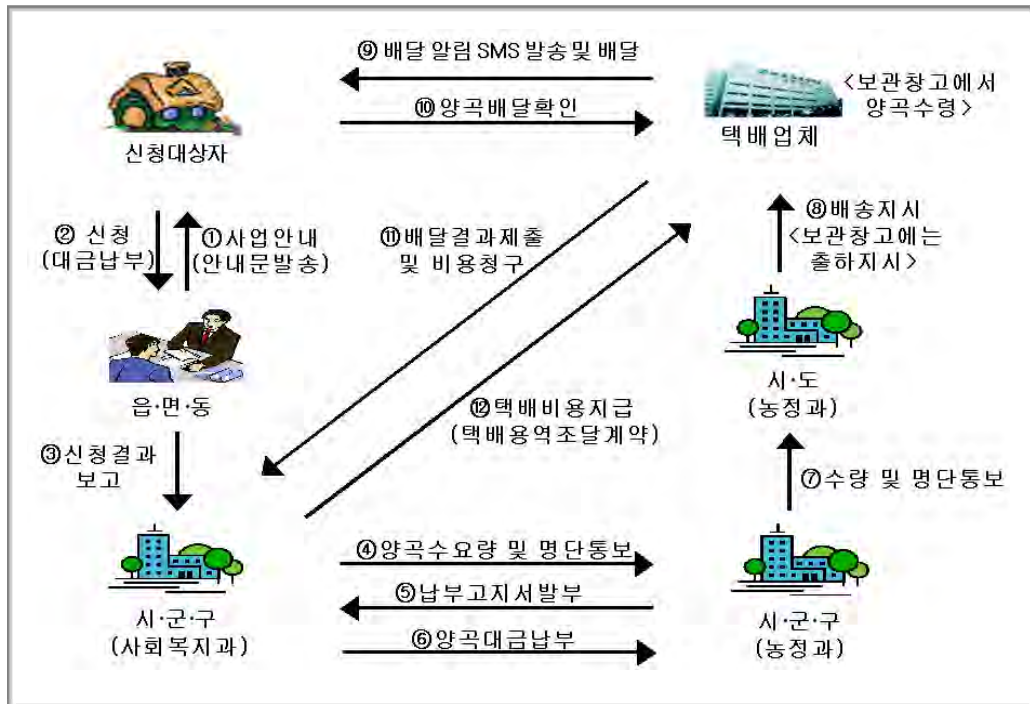 ⑨ 배달 알림 SMS 발송 및 배달
<보관창고에서
양곡수령>
⑩양곡배달확인
신청대상자
택배업체
② 신청
(대금납부)
①사업안내
(안내문발송)
⑪배달결과제출
및 비용청구
⑧배송지시
<보관창고에는
출하지시>
읍·면·동
시·도
(농정과)
⑫택배비용지급
(택배용역조달계약)
③신청결과
보고
⑦수량 및 명단통보
④양곡수요량 및 명단통보
⑤납부고지서발부
⑥양곡대금납부
시·군·구
(사회복지과)
시·군·구
(농정과)